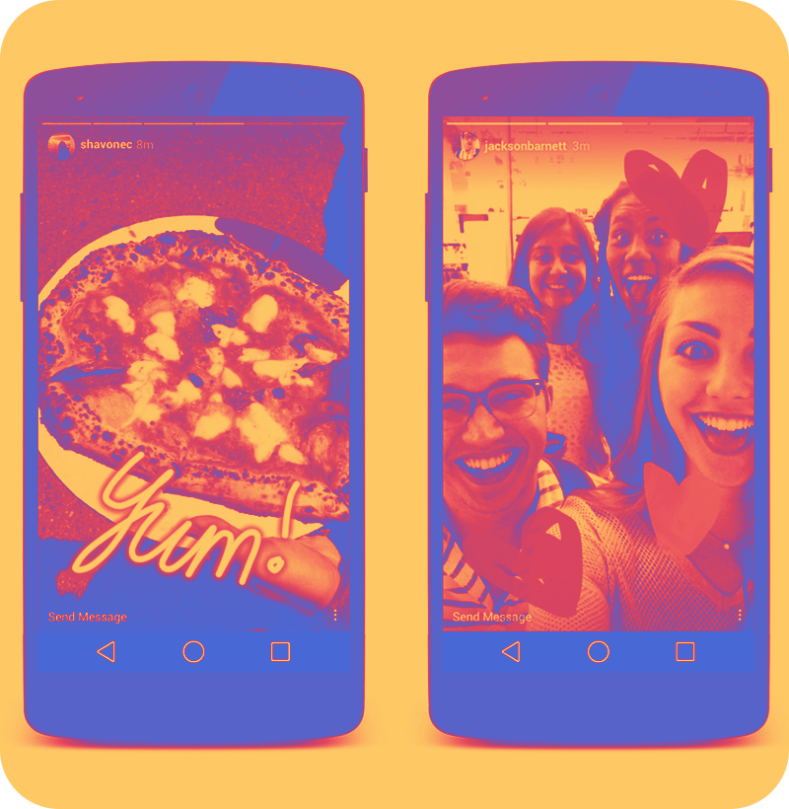 shavonec 8m
Yum!
Send Message
jacksonbarnett 3m
Send Message